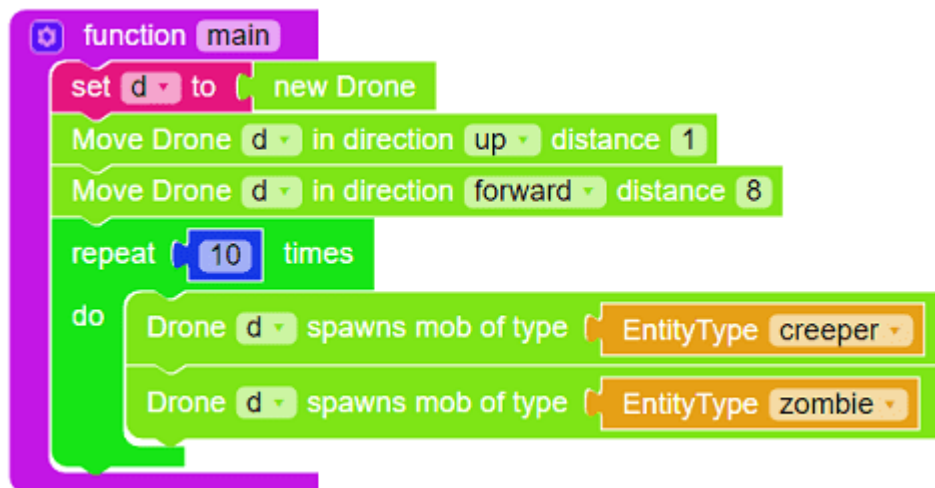 function main
set d to new Drone
Move Drone d in direction up distance 1
Move Drone d in direction forward distance 8
repeat 10 times
do
Drone d spawns mob of type EntityType creeper
Drone d spawns mob of type EntityType zombie